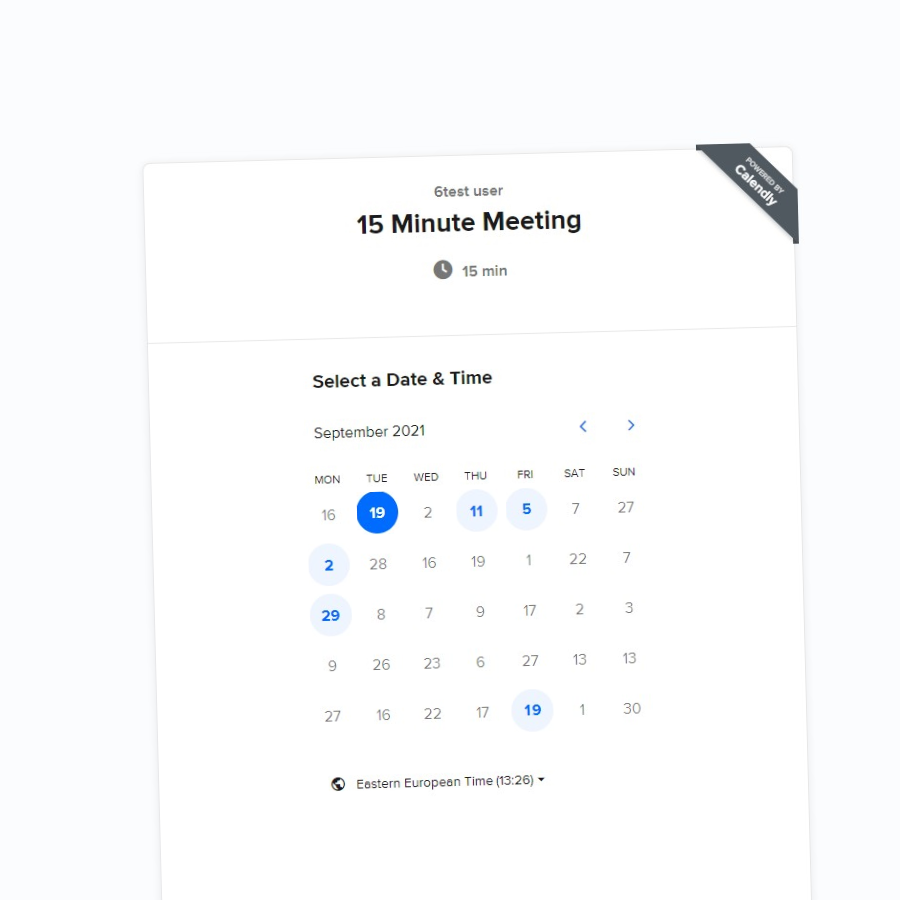 POWERED BY
Calendly
6test user
15 Minute Meeting
15 min
Select a Date & Time
September 2021
MON TUE WED THU FRI SAT SUN
16 19 2 11 5 7 27
2 28 16 19 1 22 7
29 8 7 9 17 2 3
9 26 23 6 27 13 13
27 16 22 17 19 1 30
Eastern European Time (13:26)